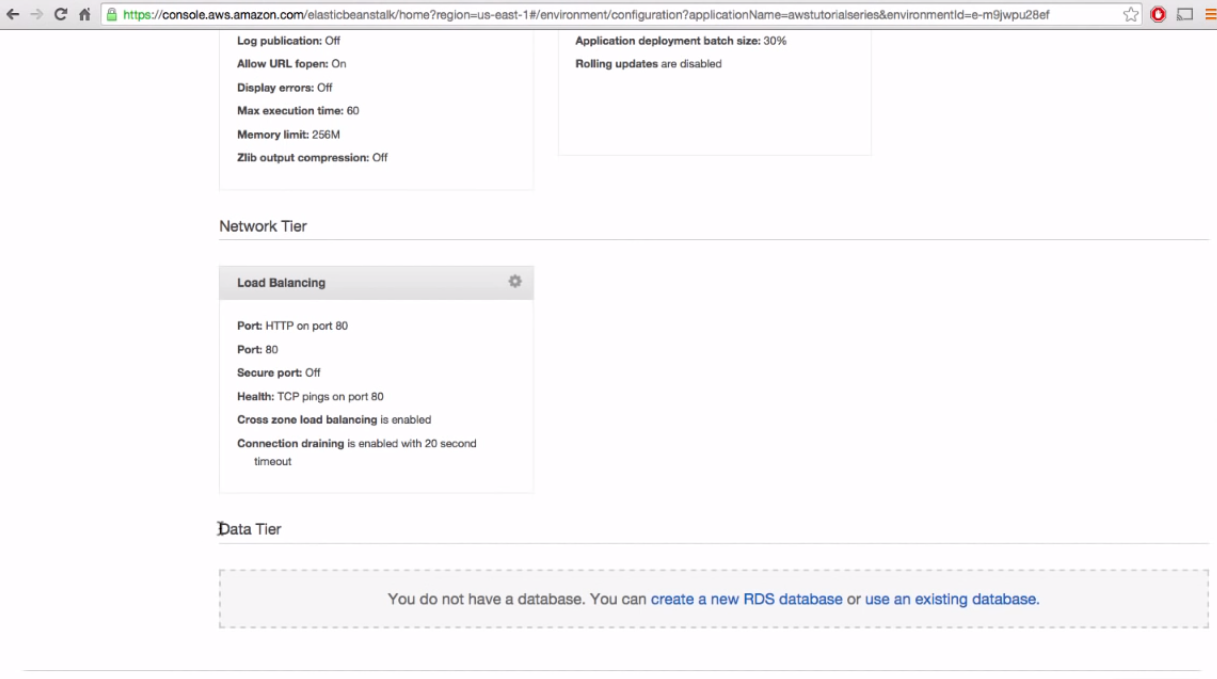 https://console.aws.amazon.com/elasticbeanstalk/home?region=us-east-1#/environment/configuration?applicationName=awstutorialseries&environmentId=e-m9jwpu28ef
Log publication: Off
Allow URL fopen: On
Display errors: Off
Max execution time: 60
Memory limit: 256M
Zlib output compression: Off
Application deployment batch size: 30%
Rolling updates are disabled
Network Tier
Load Balancing
Port: HTTP on port 80
Port: 80
Secure port: Off
Health: TCP pings on port 80
Cross zone load balancing is enabled
Connection draining is enabled with 20 second
timeout
Data Tier
You do not have a database. You can create a new RDS database or use an existing database.